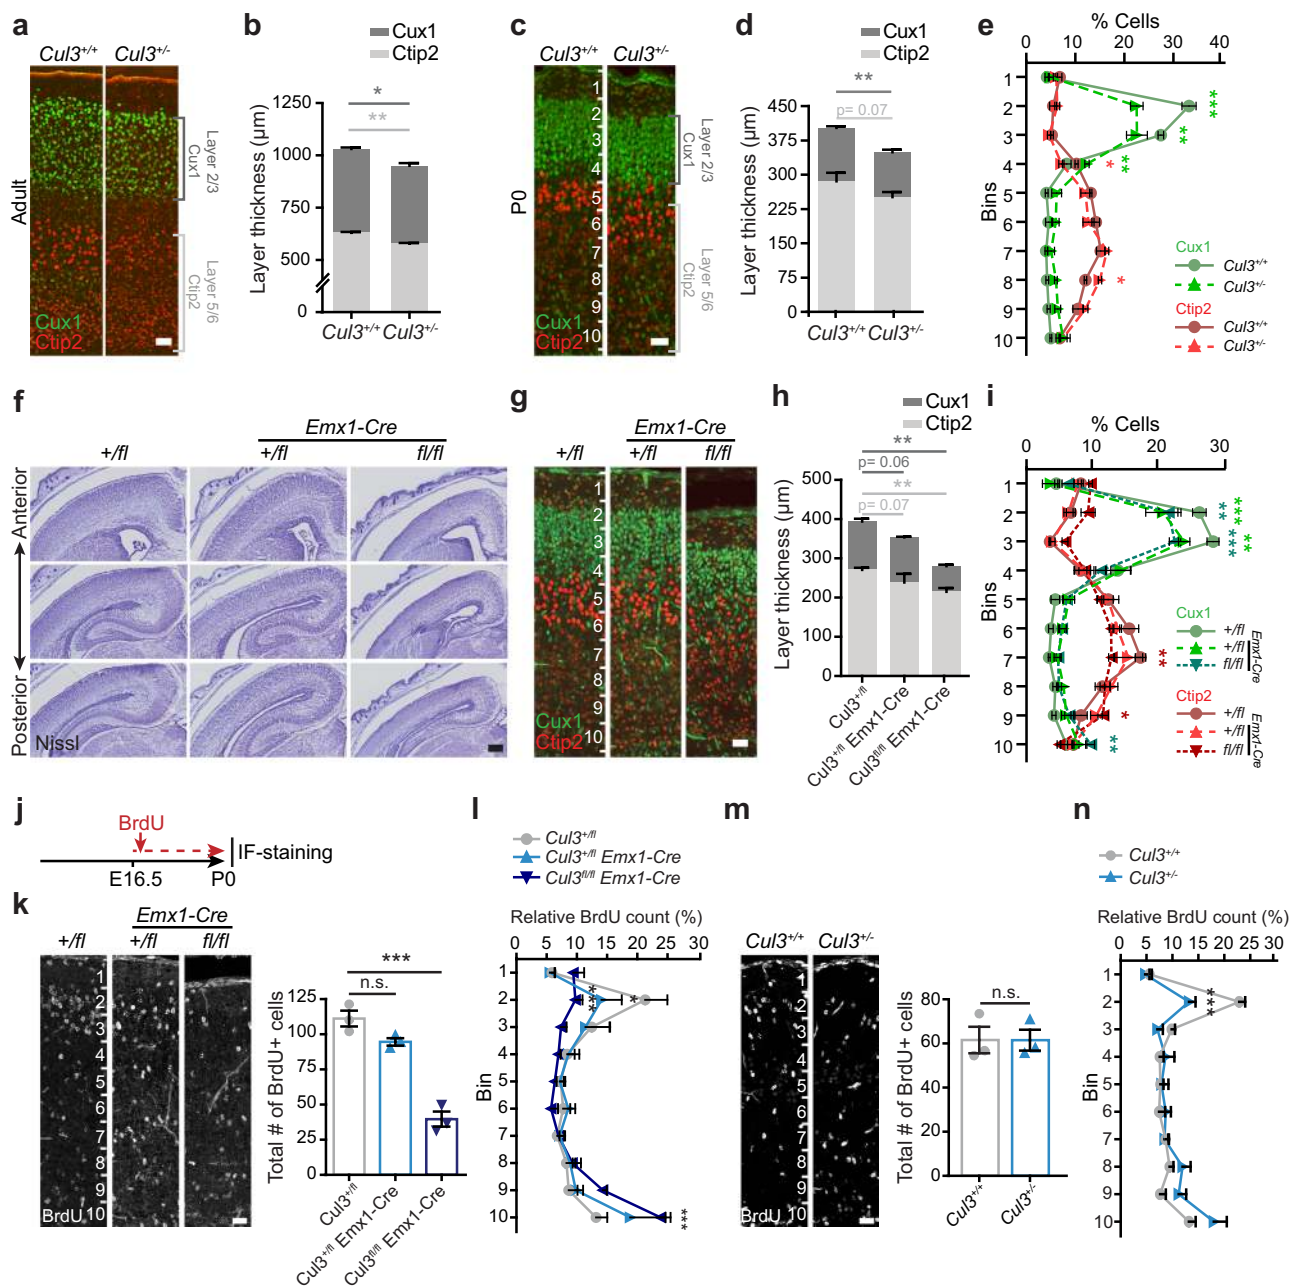 a
Cul3+/+ Cul3+/-
Adult
Layer 2/3
Cux1
Layer 5/6
Ctip2
Cux1
Ctip2
b
Cux1
Ctip2
Layer thickness (µm)
1250
1000
750
500
0
*
**
Cul3+/+ Cul3+/-
c
Cul3+/+ Cul3+/-
P0
1
2
3
4
5
6
7
8
9
10
Layer 2/3
Cux1
Layer 5/6
Ctip2
Cux1
Ctip2
d
Cux1
Ctip2
Layer thickness (µm)
450
375
300
225
150
75
0
**
p= 0.07
Cul3+/+ Cul3+/-
e
% Cells
0 10 20 30 40
Bins
1
2
3
4
5
6
7
8
9
10
***
**
* **
*
Cux1
Cul3+/+
Cul3+/-
Ctip2
Cul3+/+
Cul3+/-
f
Emx1-Cre
+/fl +/fl fl/fl
Anterior
Posterior
Nissl
g
Emx1-Cre
+/fl +/fl fl/fl
1
2
3
4
5
6
7
8
9
10
Cux1
Ctip2
h
Cux1
Ctip2
Layer thickness (µm)
500
400
300
200
100
0
**
p= 0.06
**
p= 0.07
Cul3+/fl
Cul3+/fl Emx1-Cre
Cul3fl/fl Emx1-Cre
i
% Cells
0 10 20 30
Bins
1
2
3
4
5
6
7
8
9
10
** ***
*** **
**
*
**
Cux1
+/fl
+/fl
fl/fl
Emx1-Cre
Ctip2
+/fl
+/fl
fl/fl
Emx1-Cre
j
BrdU
IF-staining
E16.5 P0
k
Emx1-Cre
+/fl +/fl fl/fl
1
2
3
4
5
6
7
8
9
BrdU 10
Total # of BrdU+ cells
125
100
75
50
25
0
***
n.s.
Cul3+/fl
Cul3+/fl Emx1-Cre
Cul3fl/fl Emx1-Cre
l
Cul3+/fl
Cul3+/fl Emx1-Cre
Cul3fl/fl Emx1-Cre
Relative BrdU count (%)
0 5 10 15 20 25 30
Bin
1
2
3
4
5
6
7
8
9
10
***
*
***
m
Cul3+/+ Cul3+/-
1
2
3
4
5
6
7
8
9
BrdU 10
Total # of BrdU+ cells
80
60
40
20
0
n.s.
Cul3+/+
Cul3+/-
n
Cul3+/+
Cul3+/-
Relative BrdU count (%)
0 5 10 15 20 25 30
Bin
1
2
3
4
5
6
7
8
9
10
***